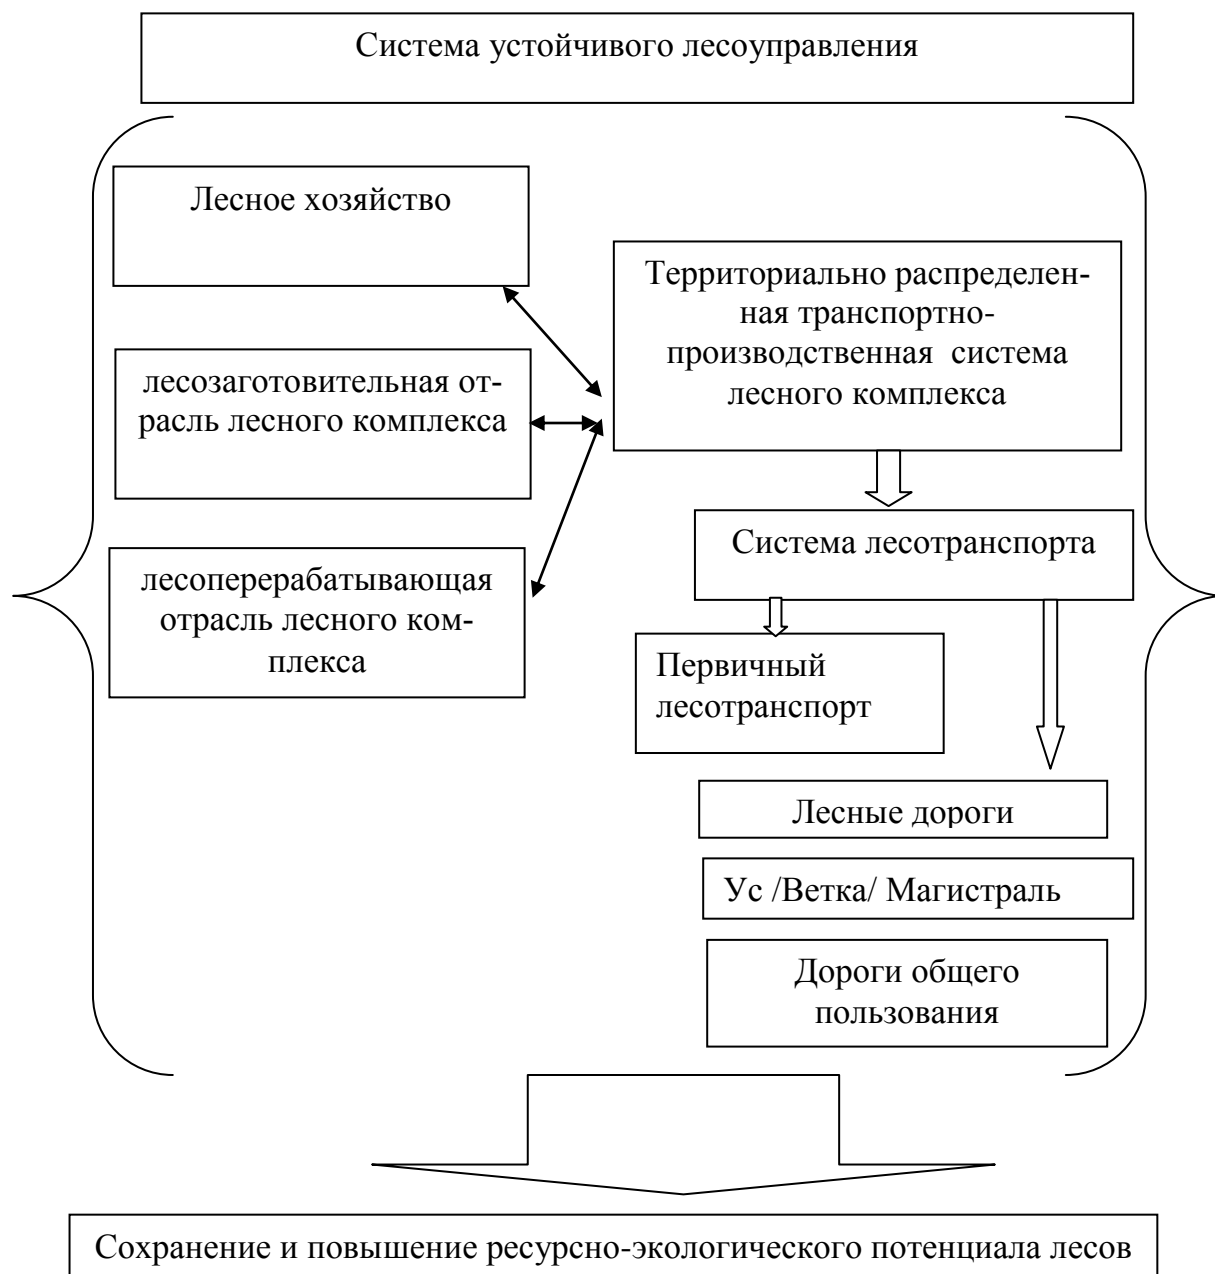 Система устойчивого лесоуправления
Лесное хозяйство
лесозаготовительная от-
расль лесного комплекса
лесоперерабатывающая
отрасль лесного ком-
плекса
Территориально распределен-
ная транспортно-
производственная система
лесного комплекса
Система лесотранспорта
Первичный
лесотранспорт
Лесные дороги
Ус /Ветка/ Магистраль
Дороги общего
пользования
Сохранение и повышение ресурсно-экологического потенциала лесов